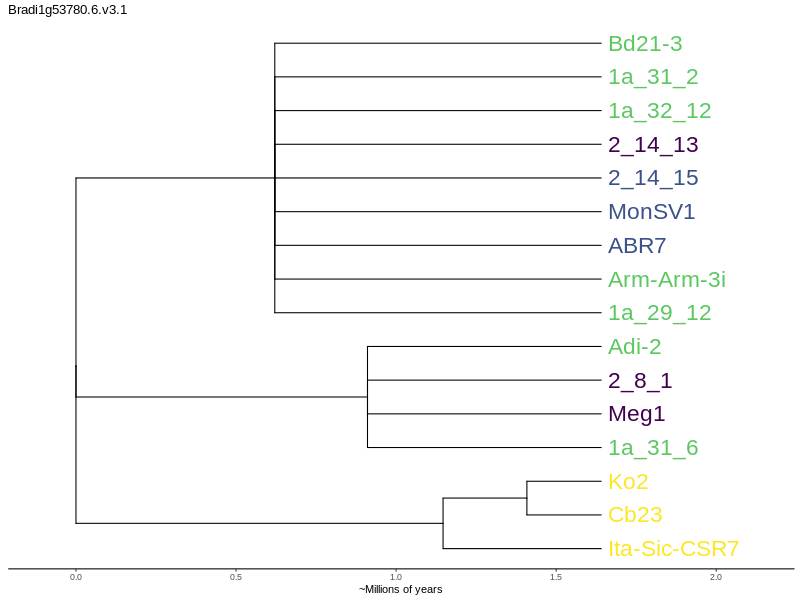 Bradi1g53780.6.v3.1
Bd21-3
1a_31_2
1a_32_12
2_14_13
2_14_15
MonSV1
ABR7
Arm-Arm-3i
1a_29_12
Adi-2
2_8_1
Meg1
1a_31_6
Ko2
Cb23
Ita-Sic-CSR7
0.0 0.5 1.0 1.5 2.0
~Millions of years